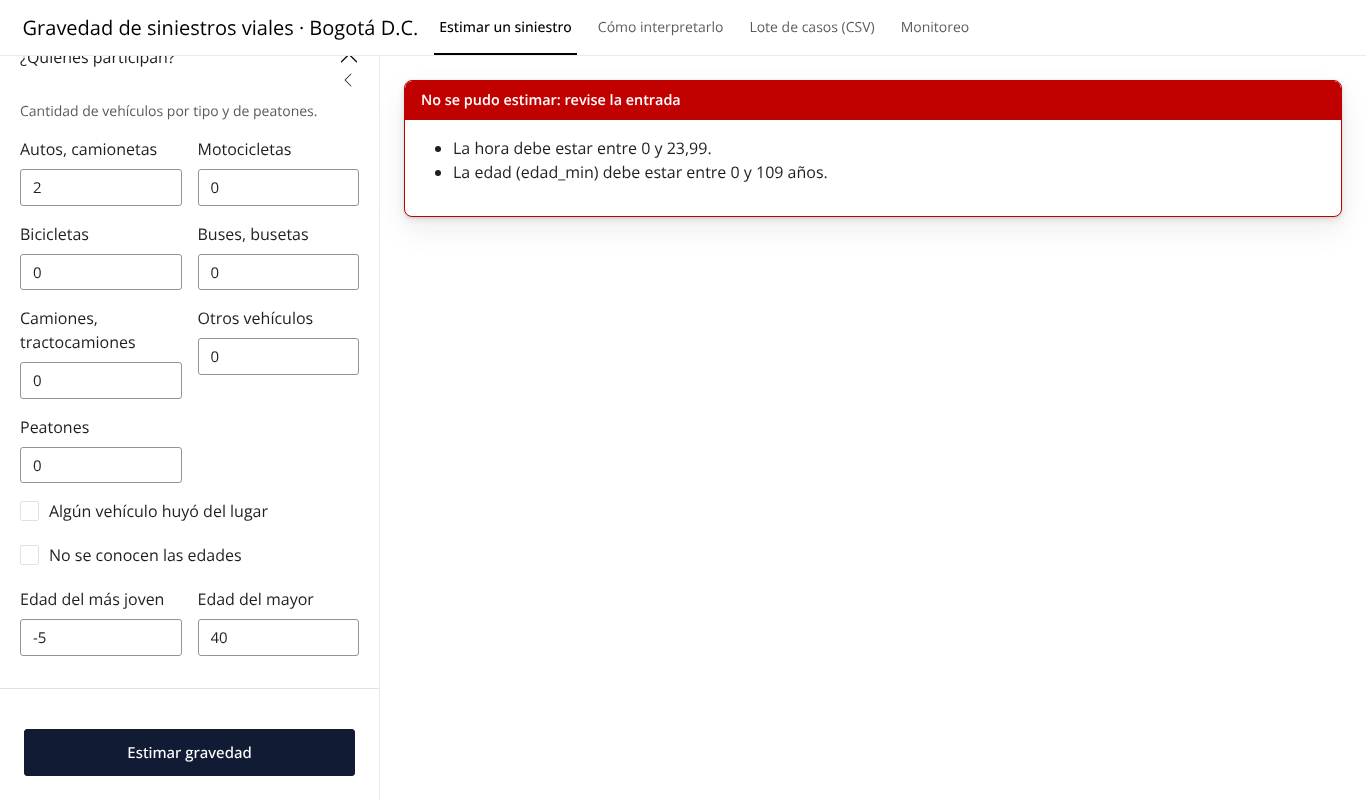 Gravedad de siniestros viales · Bogotá D.C.
Estimar un siniestro
Cómo interpretarlo
Lote de casos (CSV)
Monitoreo
¿Quiénes participan?
Cantidad de vehículos por tipo y de peatones.
Autos, camionetas
Motocicletas
2
0
Bicicletas
Buses, busetas
0
0
Camiones,
tractocamiones
Otros vehículos
0
0
Peatones
0
Algún vehículo huyó del lugar
No se conocen las edades
Edad del más joven
Edad del mayor
-5
40
Estimar gravedad
No se pudo estimar: revise la entrada
La hora debe estar entre 0 y 23,99.
La edad (edad_min) debe estar entre 0 y 109 años.